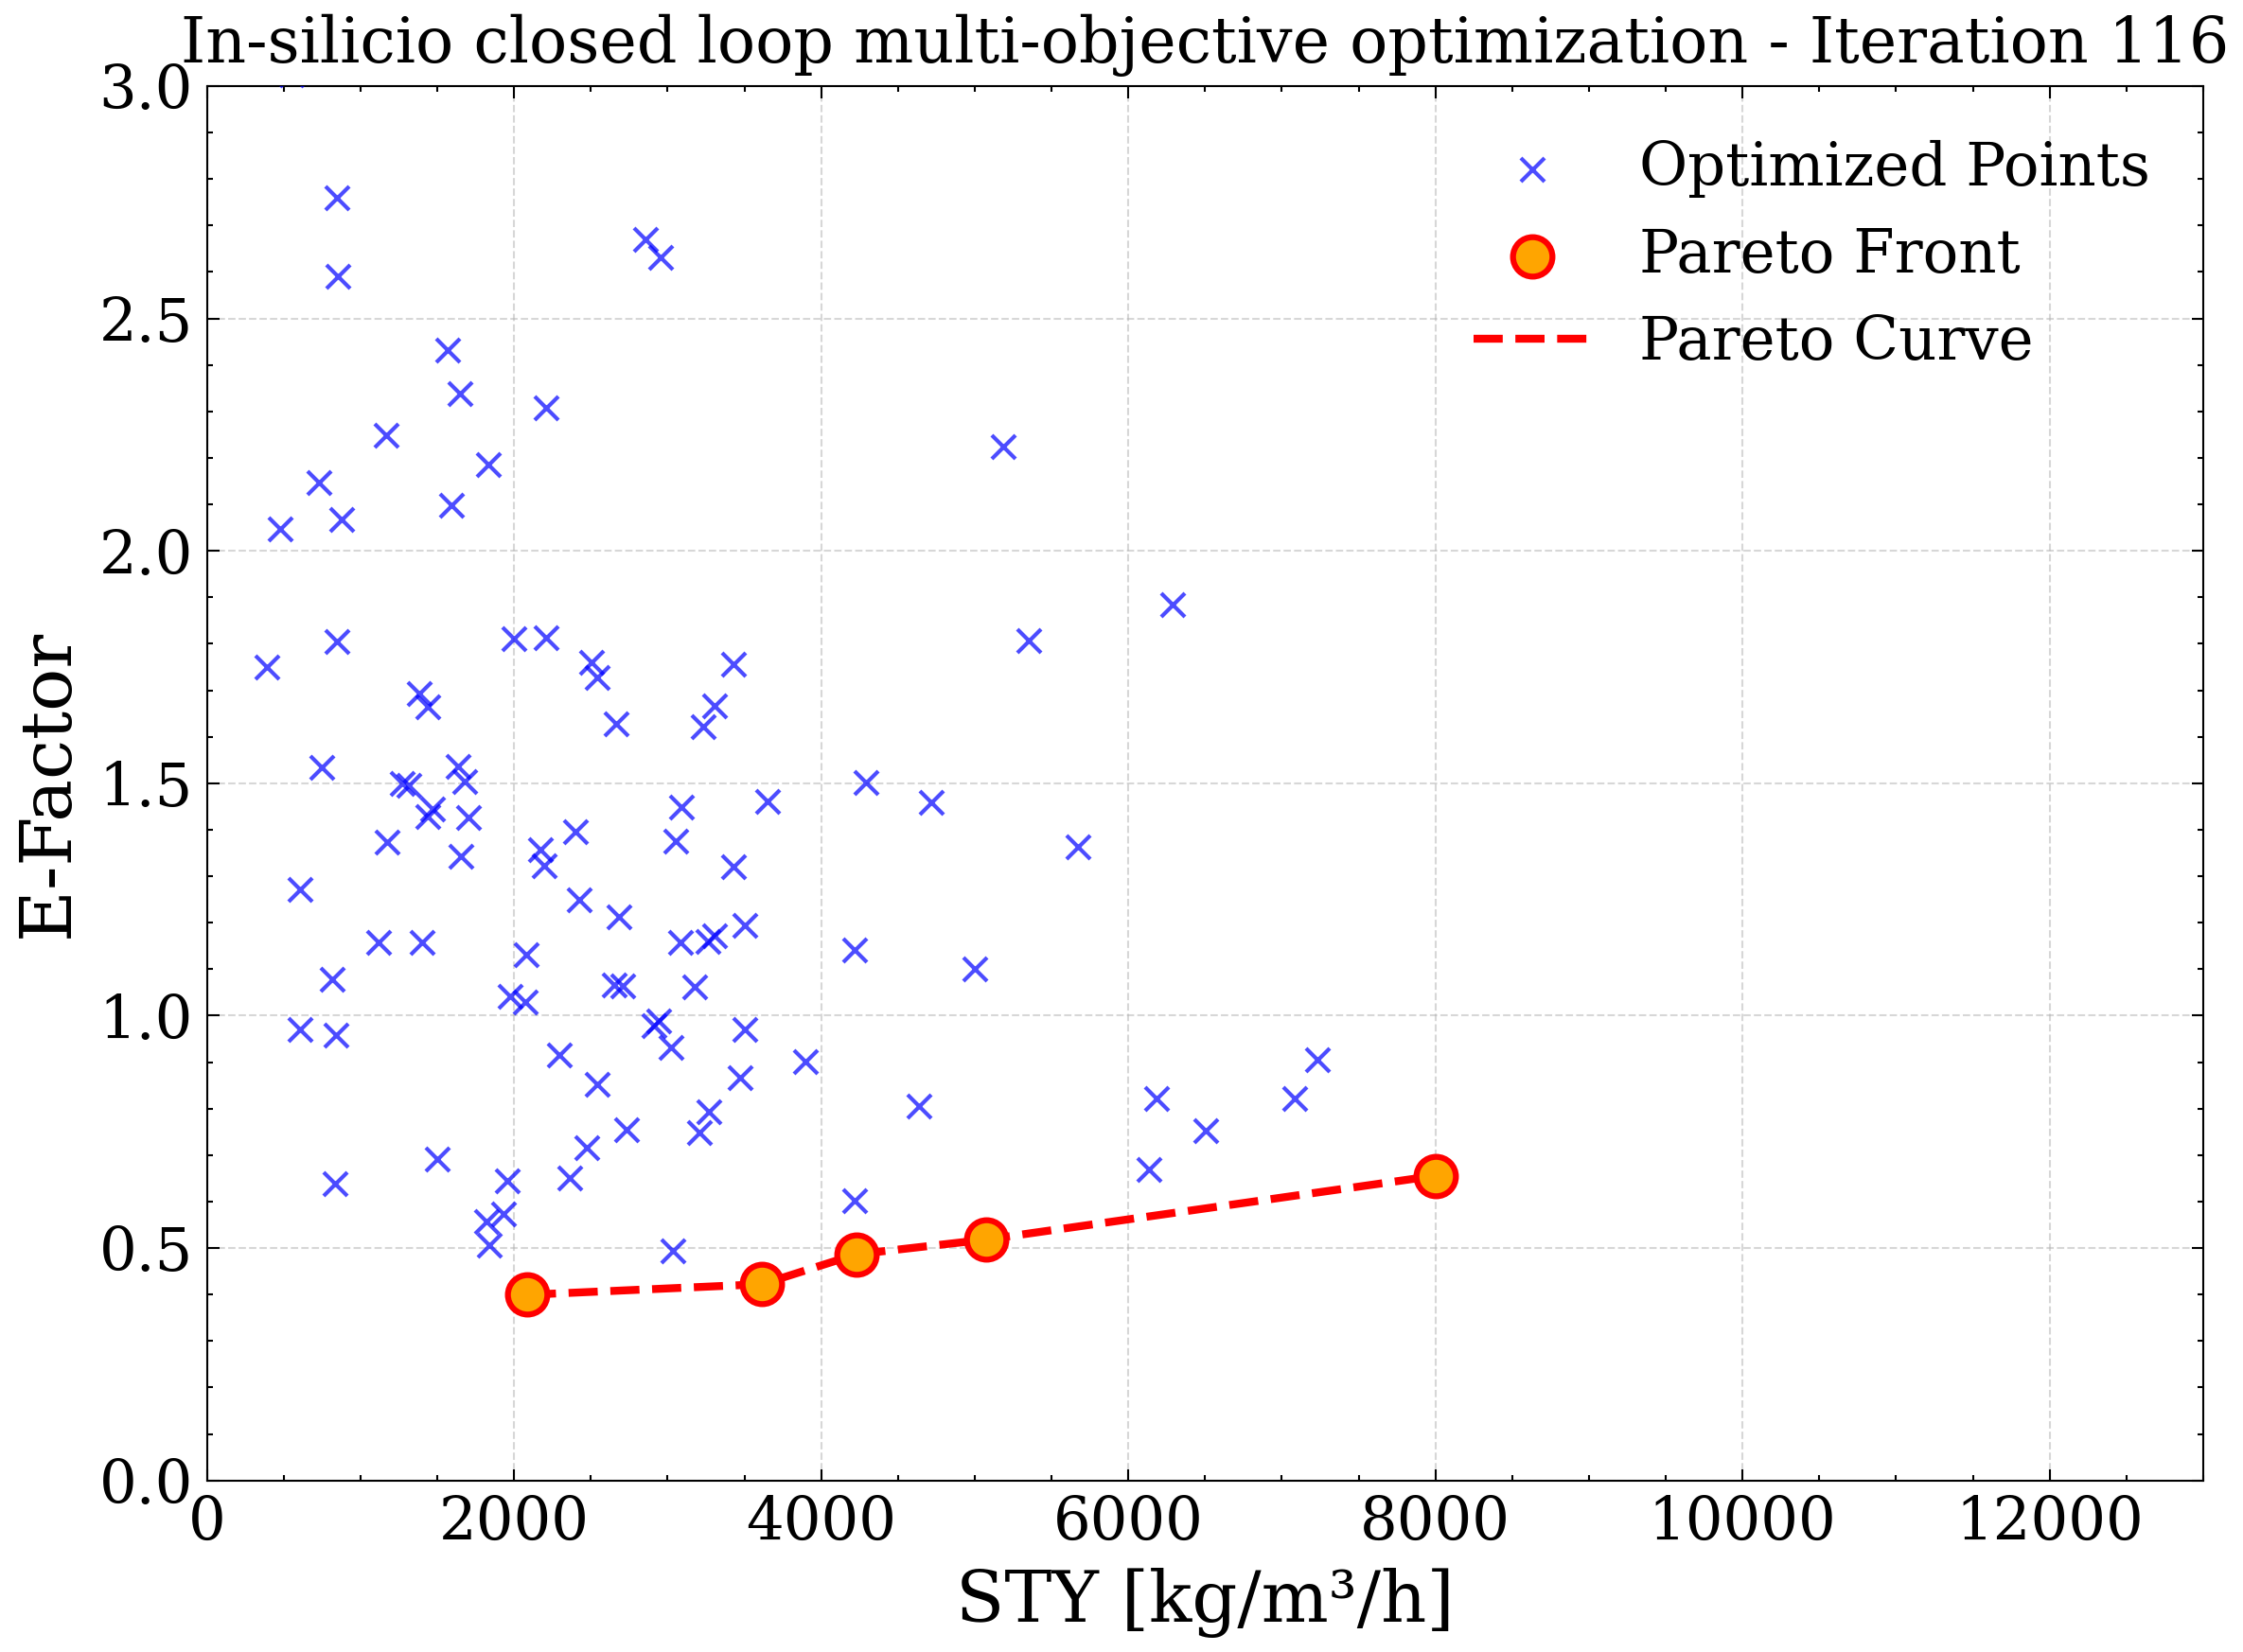 In-silicio closed loop multi-objective optimization - Iteration 116
Optimized Points
Pareto Front
Pareto Curve
E-Factor
3.0
2.5
2.0
1.5
1.0
0.5
0.0
0 2000 4000 6000 8000 10000 12000
STY [kg/m³/h]